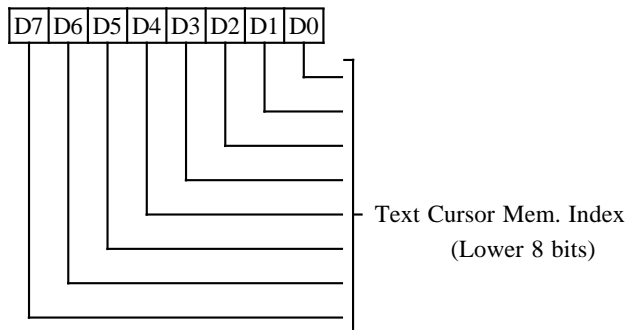 D7 D6 D5 D4 D3 D2 D1 D0
Text Cursor Mem. Index
(Lower 8 bits)